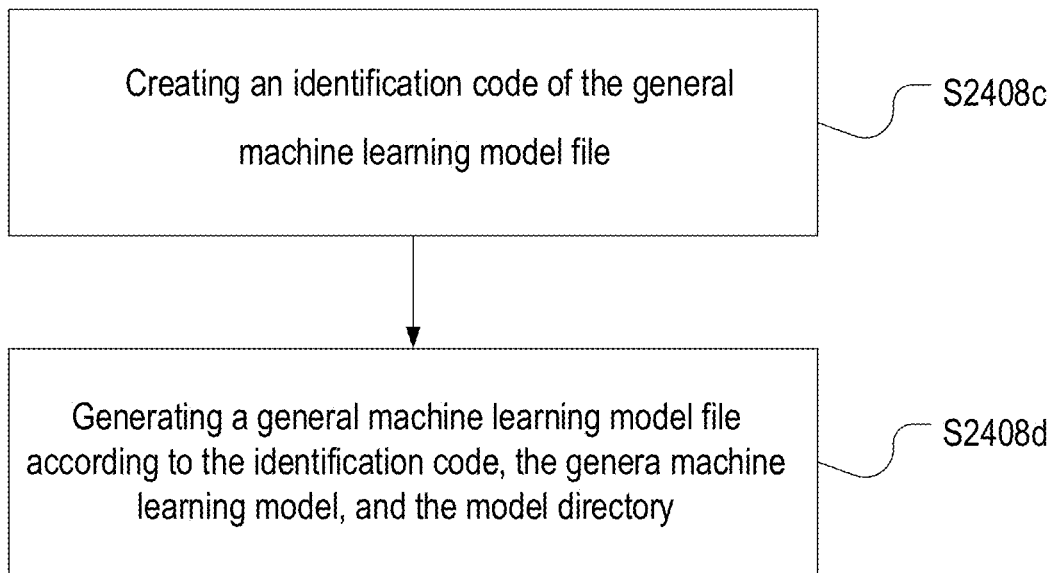 Creating an identification code of the general
machine learning model file
S2408c
Generating a general machine learning model file
according to the identification code, the genera machine
learning model, and the model directory
S2408d